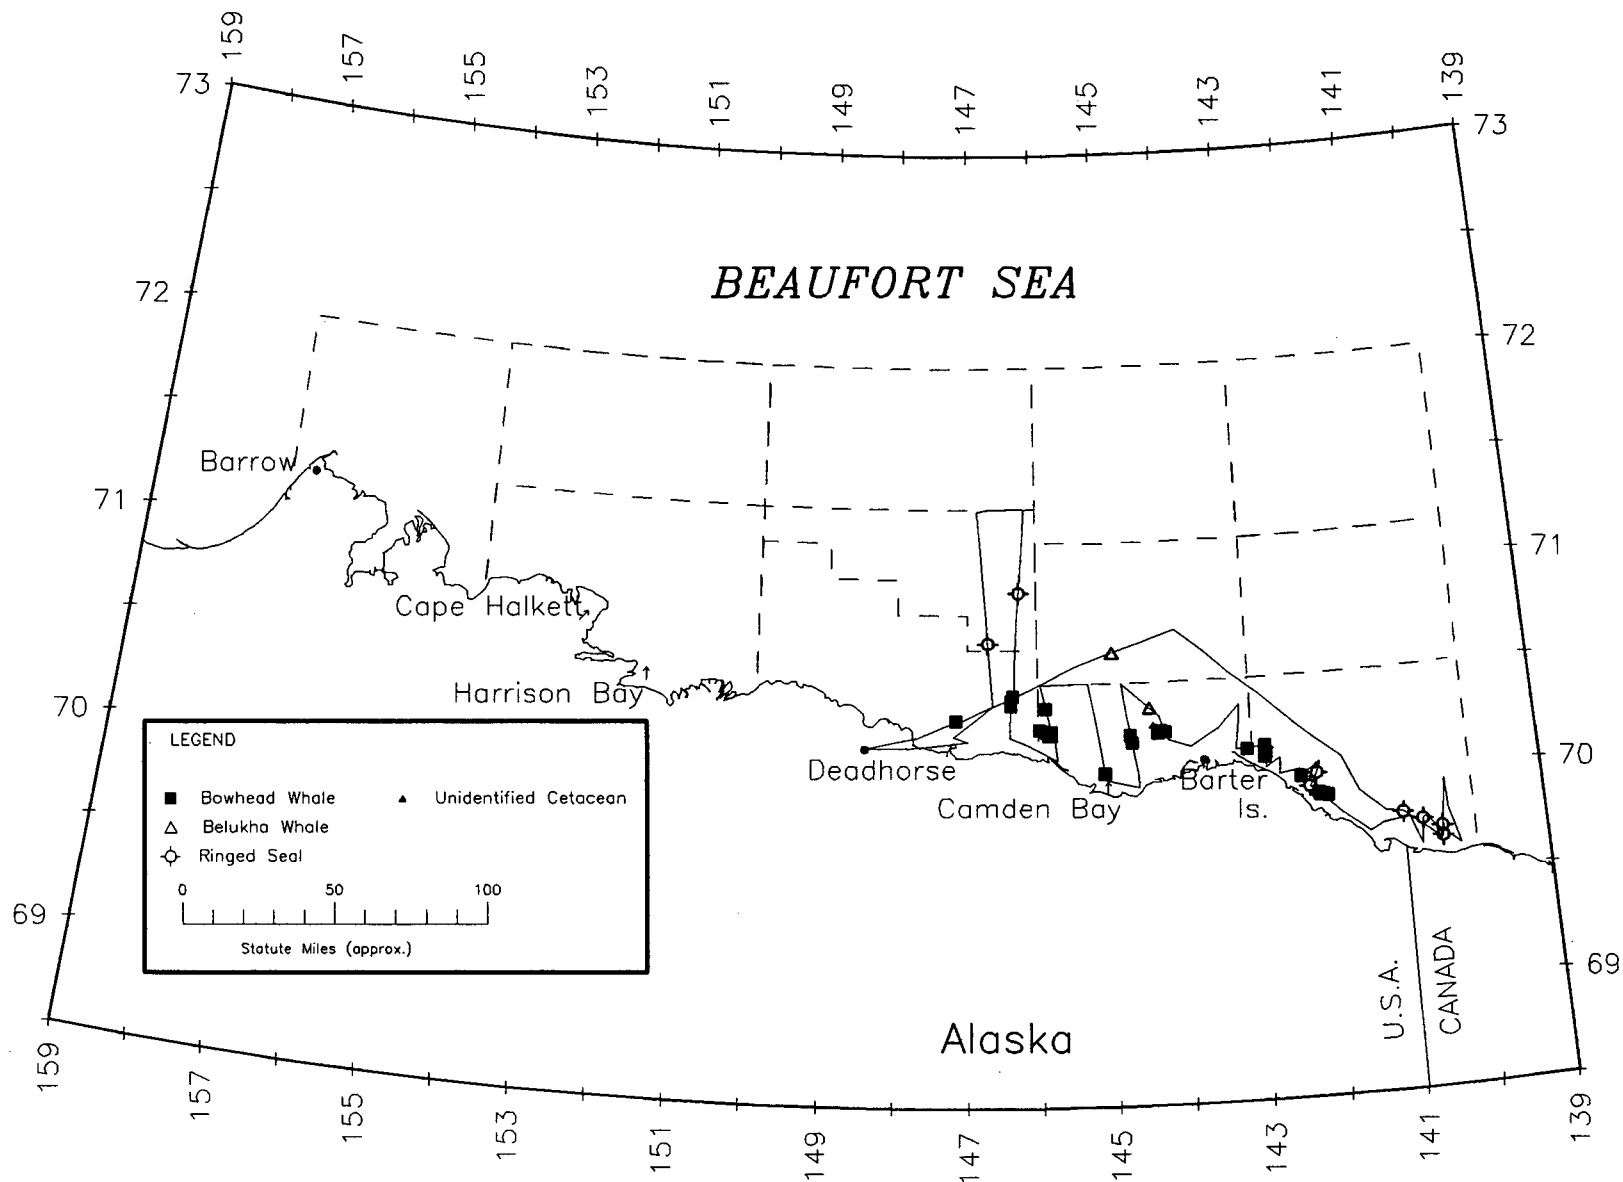 159
157
155
153
151
149
147
145
143
141
139
73
73
BEAUFORT SEA
72
72
Barrow
71
71
Cape Halkett
Harrison Bay
70
70
Deadhorse
Camden Bay
Barter
Is.
LEGEND
Bowhead Whale
Unidentified Cetacean
Belukha Whale
Ringed Seal
0 50 100
Statute Miles (approx.)
69
69
U.S.A.
CANADA
Alaska
159
157
155
153
151
149
147
145
143
141
139